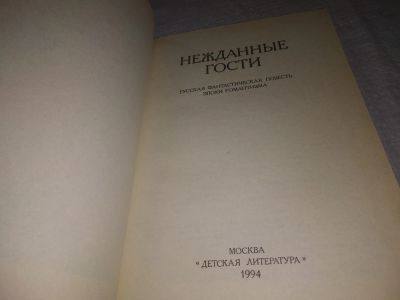 НЕЖДАННЫЕ
ГОСТИ
РУССКАЯ ФАНТАСТИЧЕСКАЯ ПОВЕСТЬ
ЭПОХИ РОМАНТИЗМА
МОСКВА
"ДЕТСКАЯ ЛИТЕРАТУРА"
1994